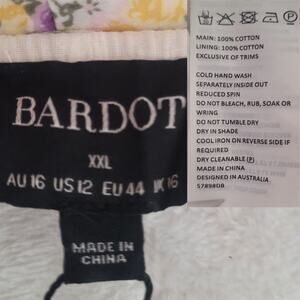 BARDOT
XXL
AU 16 US 12 EU 44 UK 16
MADE IN
CHINA
MAIN: 100% COTTON
LINING: 100% COTTON
EXCLUSIVE OF TRIMS
COLD HAND WASH
SEPARATELY INSIDE OUT
REDUCED SPIN
DO NOT BLEACH, RUB, SOAK OR
WRING
DO NOT TUMBLE DRY
DRY IN SHADE
COOL IRON ON REVERSE SIDE IF
REQUIRED
DRY CLEANABLE (P)
MADE IN CHINA
DESIGNED IN AUSTRALIA
57894DB